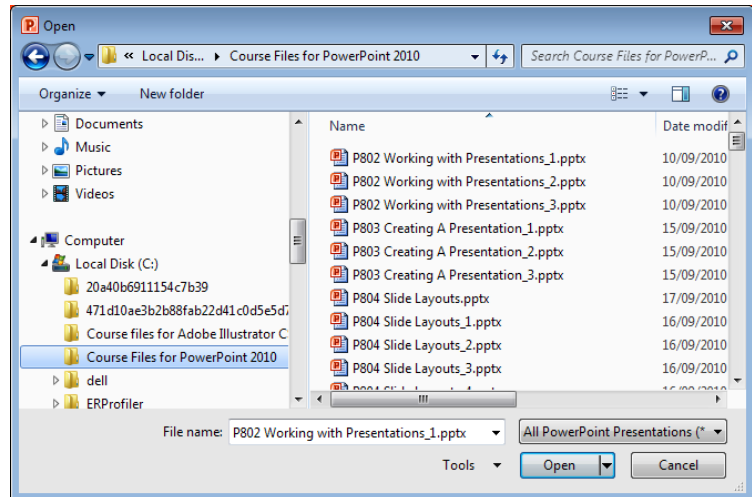 Open
« Local Dis... ▸ Course Files for PowerPoint 2010
Search Course Files for PowerP...
Organize
New folder
Documents
Music
Pictures
Videos
Computer
Local Disk (C:)
20a40b6911154c7b39
471d10ae3b2b88fab22d41c0d5e5d7
Course files for Adobe Illustrator C
Course Files for PowerPoint 2010
dell
ERProfiler
Name Date modif
P802 Working with Presentations_1.pptx 10/09/2010
P802 Working with Presentations_2.pptx 10/09/2010
P802 Working with Presentations_3.pptx 10/09/2010
P803 Creating A Presentation_1.pptx 15/09/2010
P803 Creating A Presentation_2.pptx 15/09/2010
P803 Creating A Presentation_3.pptx 15/09/2010
P804 Slide Layouts.pptx 17/09/2010
P804 Slide Layouts_1.pptx 16/09/2010
P804 Slide Layouts_2.pptx 16/09/2010
P804 Slide Layouts_3.pptx 16/09/2010
File name: P802 Working with Presentations_1.pptx
All PowerPoint Presentations (*
Tools Open Cancel